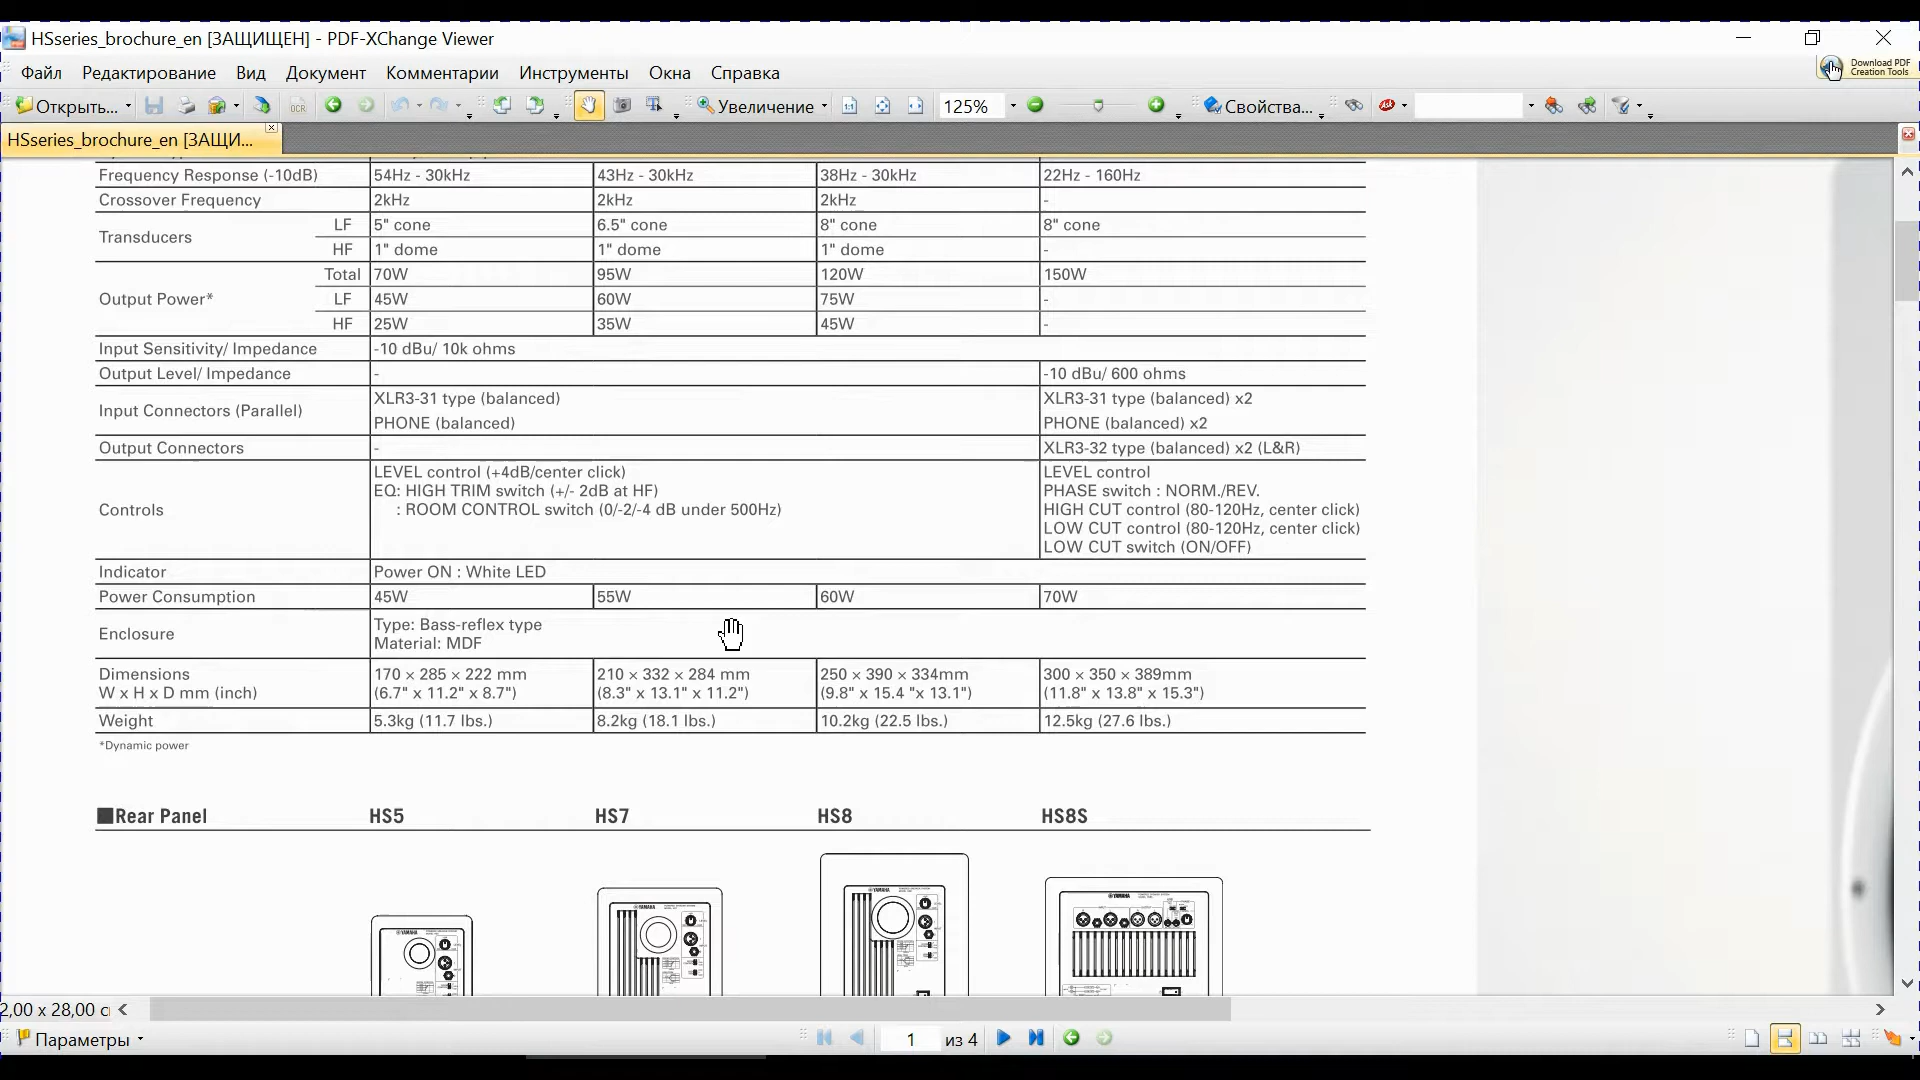 HSseries_brochure_en [ЗАЩИЩЕН] - PDF-XChange Viewer
Файл Редактирование Вид Документ Комментарии Инструменты Окна Справка
Download PDF
Creation Tools
Открыть... OCR Увеличение 125% Свойства...
HSseries_brochure_en [ЗАЩИ...
Frequency Response (-10dB) 54Hz - 30kHz 43Hz - 30kHz 38Hz - 30kHz 22Hz - 160Hz
Crossover Frequency 2kHz 2kHz 2kHz -
Transducers
LF 5" cone 6.5" cone 8" cone 8" cone
HF 1" dome 1" dome 1" dome -
Output Power*
Total 70W 95W 120W 150W
LF 45W 60W 75W -
HF 25W 35W 45W -
Input Sensitivity/ Impedance -10 dBu/ 10k ohms
Output Level/ Impedance - -10 dBu/ 600 ohms
Input Connectors (Parallel)
XLR3-31 type (balanced) XLR3-31 type (balanced) x2
PHONE (balanced) PHONE (balanced) x2
Output Connectors - XLR3-32 type (balanced) x2 (L&R)
Controls
LEVEL control (+4dB/center click)
EQ: HIGH TRIM switch (+/- 2dB at HF)
: ROOM CONTROL switch (0/-2/-4 dB under 500Hz)
LEVEL control
PHASE switch : NORM./REV.
HIGH CUT control (80-120Hz, center click)
LOW CUT control (80-120Hz, center click)
LOW CUT switch (ON/OFF)
Indicator Power ON : White LED
Power Consumption 45W 55W 60W 70W
Enclosure
Type: Bass-reflex type
Material: MDF
Dimensions 170 × 285 × 222 mm 210 × 332 × 284 mm 250 × 390 × 334mm 300 × 350 × 389mm
W x H x D mm (inch) (6.7" x 11.2" x 8.7") (8.3" x 13.1" x 11.2") (9.8" x 15.4 "x 13.1") (11.8" x 13.8" x 15.3")
Weight 5.3kg (11.7 lbs.) 8.2kg (18.1 lbs.) 10.2kg (22.5 lbs.) 12.5kg (27.6 lbs.)
*Dynamic power
■Rear Panel HS5 HS7 HS8 HS8S
YAMAHA YAMAHA YAMAHA YAMAHA
2,00 x 28,00
Параметры 1 из 4